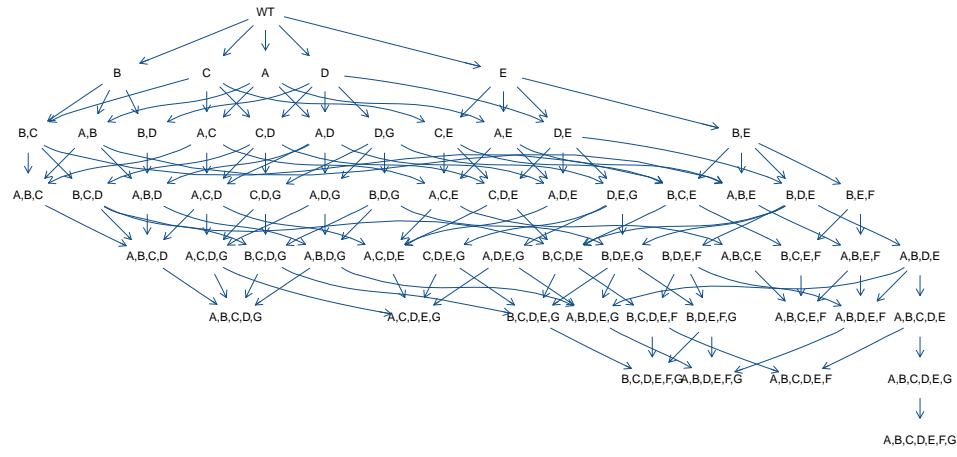 WT
B C A D E
B,C A,B B,D A,C C,D A,D D,G C,E A,E D,E B,E
A,B,C B,C,D A,B,D A,C,D C,D,G A,D,G B,D,G A,C,E C,D,E A,D,E D,E,G B,C,E A,B,E B,D,E B,E,F
A,B,C,D A,C,D,G B,C,D,G A,B,D,G A,C,D,E C,D,E,G A,D,E,G B,C,D,E B,D,E,G B,D,E,F A,B,C,E B,C,E,F A,B,E,F A,B,D,E
A,B,C,D,G A,C,D,E,G B,C,D,E,G A,B,D,E,G B,C,D,E,F B,D,E,F,G A,B,C,E,F A,B,D,E,F A,B,C,D,E
B,C,D,E,F,G A,B,D,E,F,G A,B,C,D,E,F A,B,C,D,E,G
A,B,C,D,E,F,G